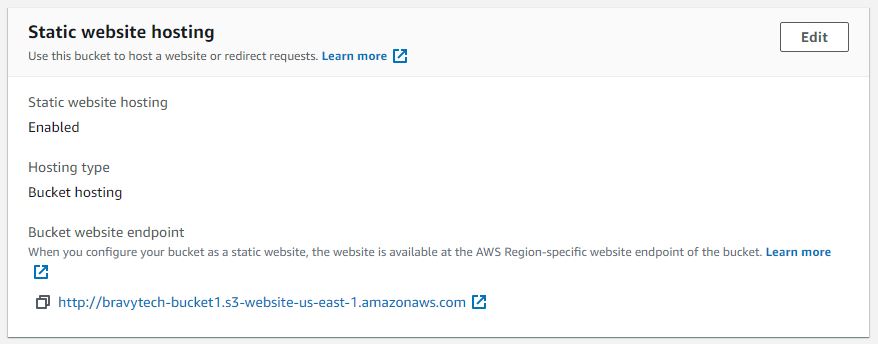 Static website hosting
Edit
Use this bucket to host a website or redirect requests. Learn more
Static website hosting
Enabled
Hosting type
Bucket hosting
Bucket website endpoint
When you configure your bucket as a static website, the website is available at the AWS Region-specific website endpoint of the bucket. Learn more
http://bravytech-bucket1.s3-website-us-east-1.amazonaws.com